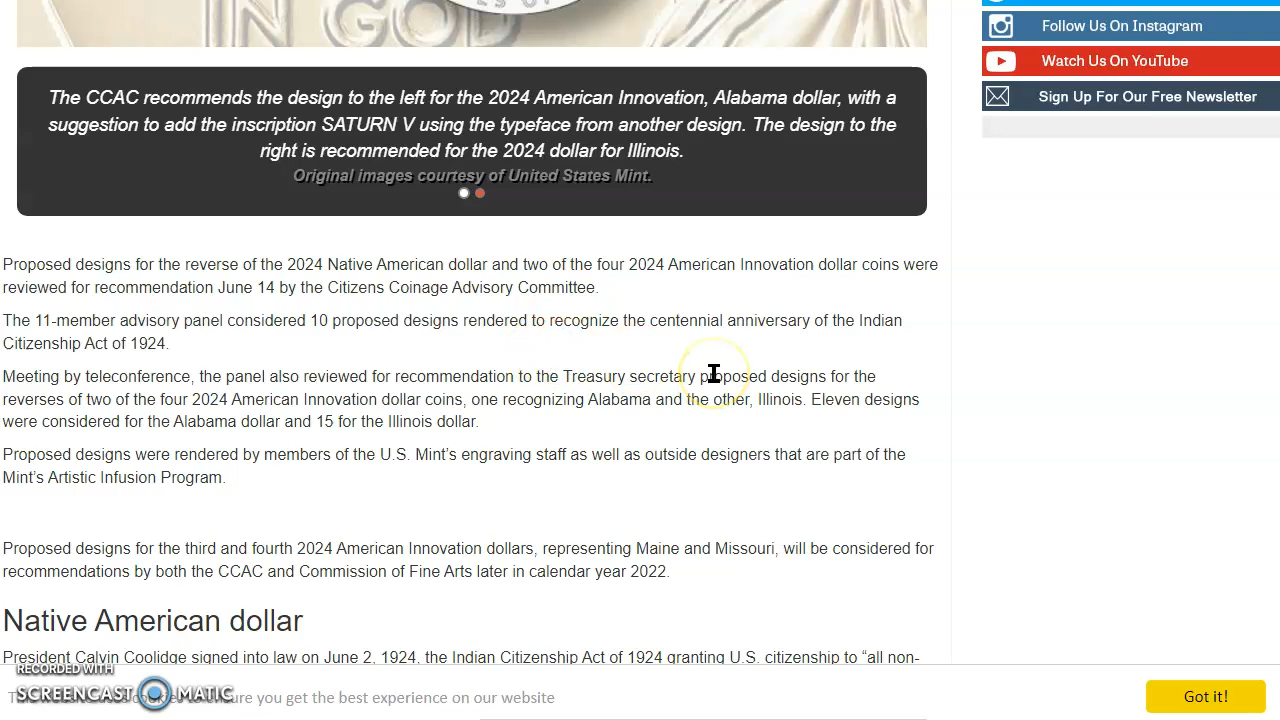 IN GOD
ES OF
Follow Us On Instagram
Watch Us On YouTube
Sign Up For Our Free Newsletter
The CCAC recommends the design to the left for the 2024 American Innovation, Alabama dollar, with a
suggestion to add the inscription SATURN V using the typeface from another design. The design to the
right is recommended for the 2024 dollar for Illinois.
Original images courtesy of United States Mint.
Proposed designs for the reverse of the 2024 Native American dollar and two of the four 2024 American Innovation dollar coins were
reviewed for recommendation June 14 by the Citizens Coinage Advisory Committee.
The 11-member advisory panel considered 10 proposed designs rendered to recognize the centennial anniversary of the Indian
Citizenship Act of 1924.
Meeting by teleconference, the panel also reviewed for recommendation to the Treasury secretary proposed designs for the
reverses of two of the four 2024 American Innovation dollar coins, one recognizing Alabama and the other, Illinois. Eleven designs
were considered for the Alabama dollar and 15 for the Illinois dollar.
Proposed designs were rendered by members of the U.S. Mint’s engraving staff as well as outside designers that are part of the
Mint’s Artistic Infusion Program.
Proposed designs for the third and fourth 2024 American Innovation dollars, representing Maine and Missouri, will be considered for
recommendations by both the CCAC and Commission of Fine Arts later in calendar year 2022.
Native American dollar
President Calvin Coolidge signed into law on June 2, 1924, the Indian Citizenship Act of 1924 granting U.S. citizenship to “all non-
RECORDED WITH
SCREENCAST MATIC
you get the best experience on our website
Got it!